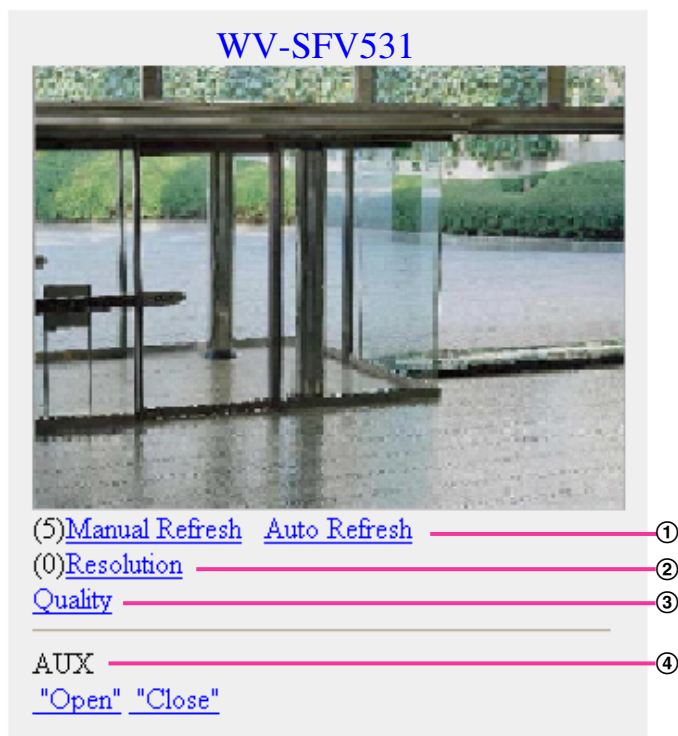 WV-SFV531
(5)Manual Refresh Auto Refresh ①
(0)Resolution ②
Quality ③
AUX ④
"Open" "Close"